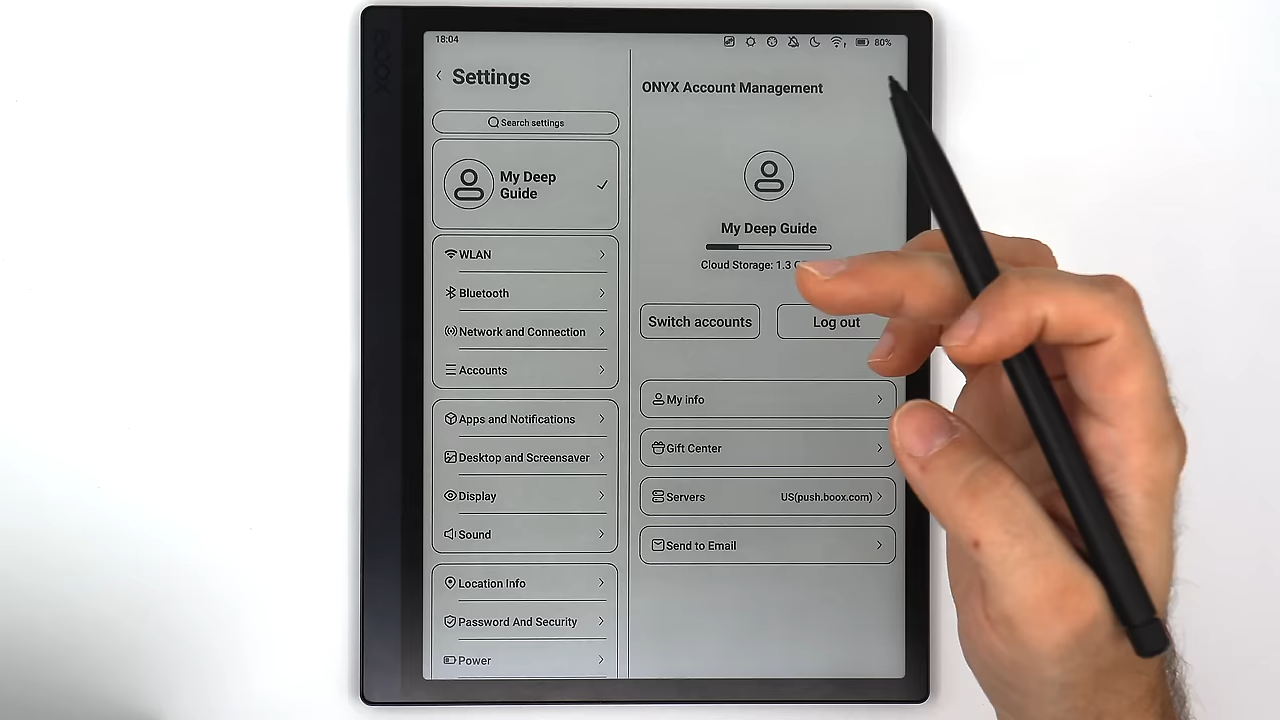 BOOX
18:04
80%
Settings
Search settings
My Deep
Guide
WLAN
Bluetooth
Network and Connection
Accounts
Apps and Notifications
Desktop and Screensaver
Display
Sound
Location Info
Password And Security
Power
ONYX Account Management
My Deep Guide
Cloud Storage: 1.3
Switch accounts
Log out
My info
Gift Center
Servers US(push.boox.com)
Send to Email